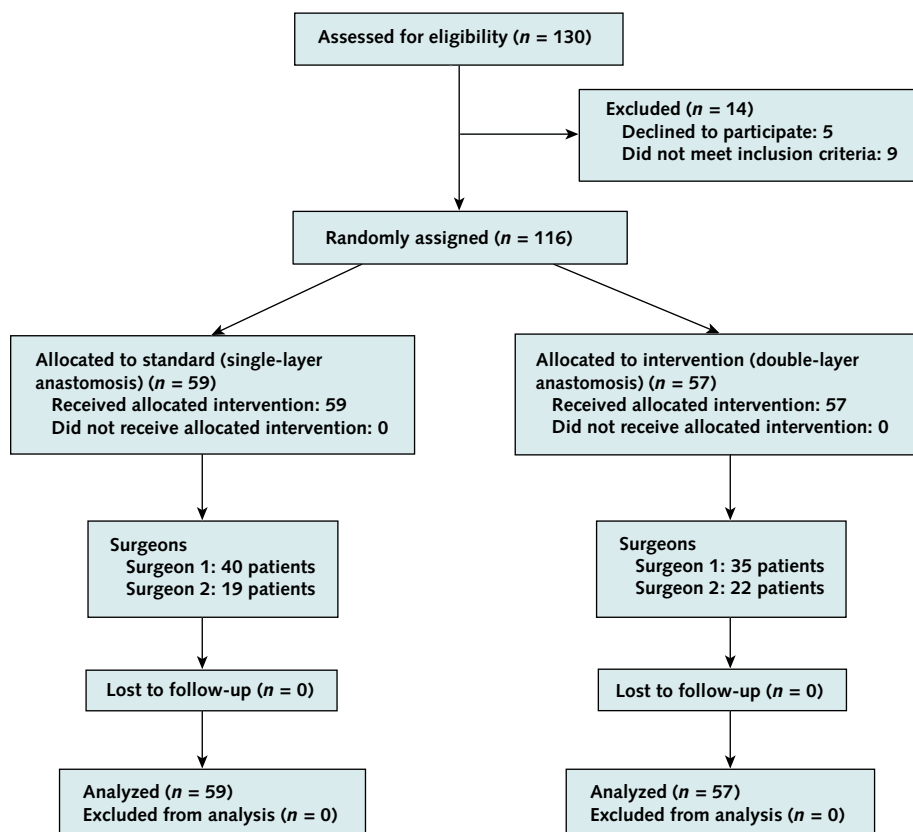 Assessed for eligibility (n = 130)
Excluded (n = 14)
Declined to participate: 5
Did not meet inclusion criteria: 9
Randomly assigned (n = 116)
Allocated to standard (single-layer
anastomosis) (n = 59)
Received allocated intervention: 59
Did not receive allocated intervention: 0
Allocated to intervention (double-layer
anastomosis) (n = 57)
Received allocated intervention: 57
Did not receive allocated intervention: 0
Surgeons
Surgeon 1: 40 patients
Surgeon 2: 19 patients
Surgeons
Surgeon 1: 35 patients
Surgeon 2: 22 patients
Lost to follow-up (n = 0)
Lost to follow-up (n = 0)
Analyzed (n = 59)
Excluded from analysis (n = 0)
Analyzed (n = 57)
Excluded from analysis (n = 0)